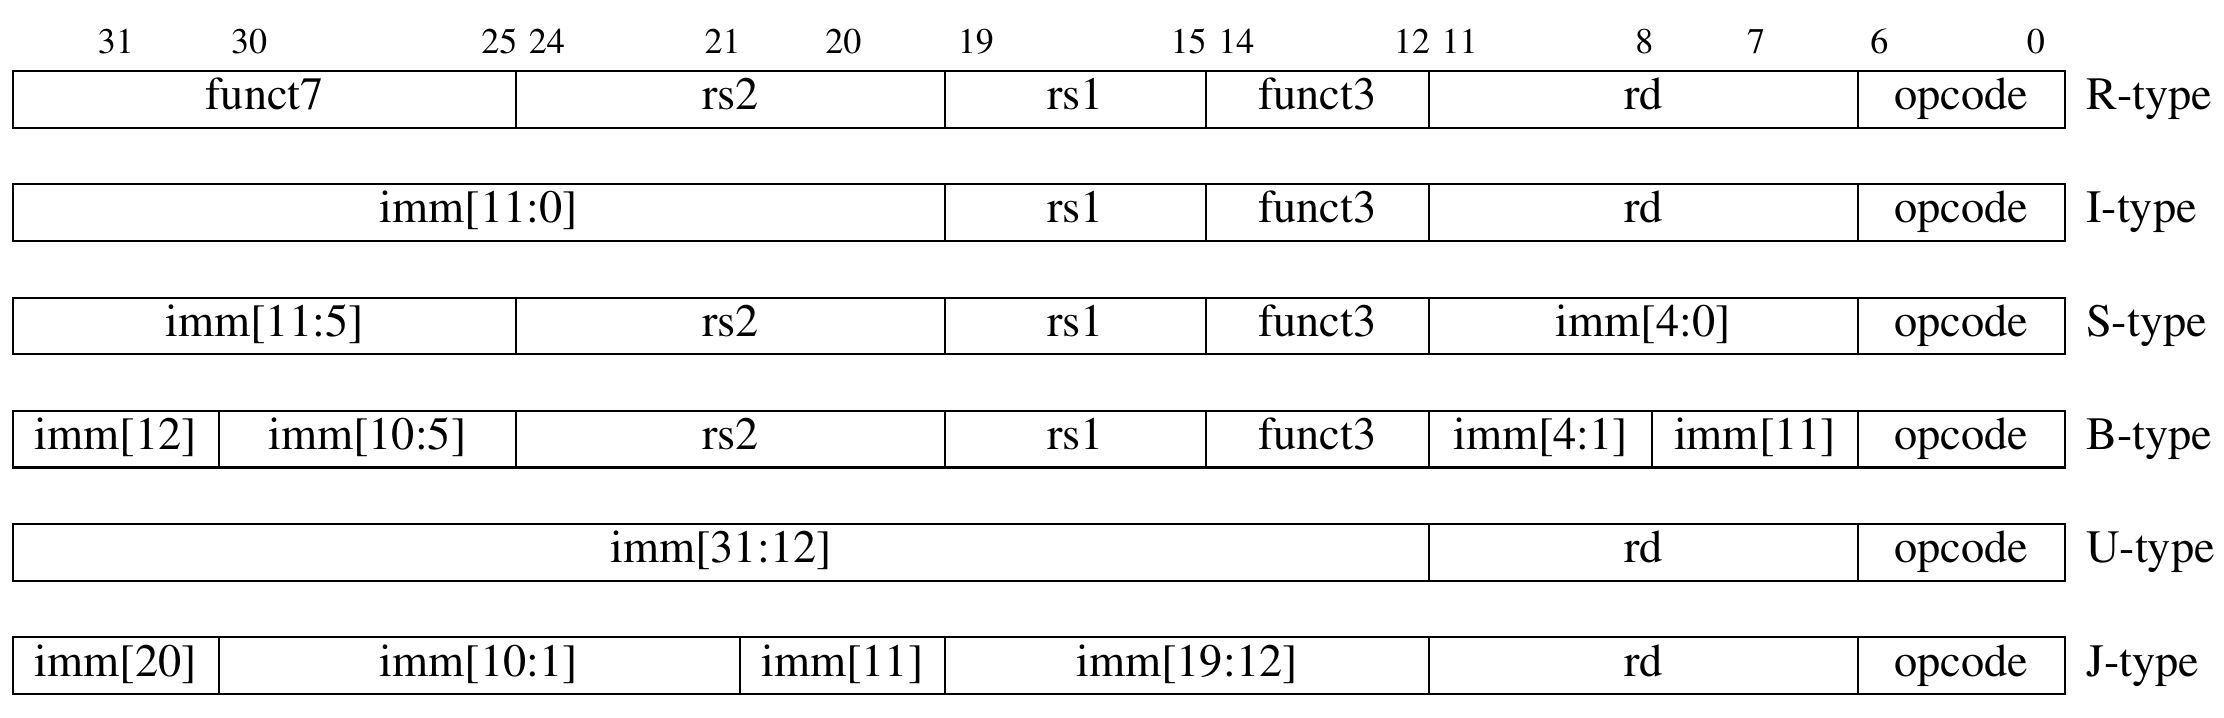 31 30 25 24 21 20 19 15 14 12 11 8 7 6 0
funct7 rs2 rs1 funct3 rd opcode R-type
imm[11:0] rs1 funct3 rd opcode I-type
imm[11:5] rs2 rs1 funct3 imm[4:0] opcode S-type
imm[12] imm[10:5] rs2 rs1 funct3 imm[4:1] imm[11] opcode B-type
imm[31:12] rd opcode U-type
imm[20] imm[10:1] imm[11] imm[19:12] rd opcode J-type